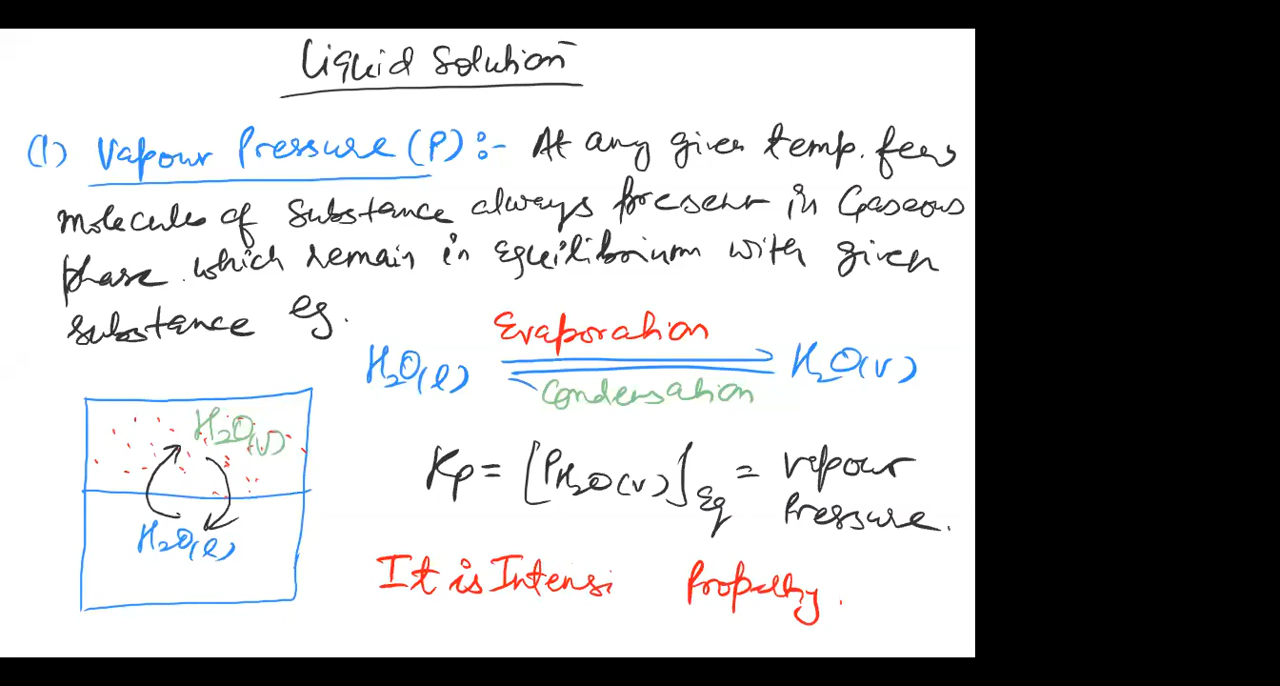 Liquid Solution
(1) Vapour Pressure (P) :- At any given temp. few
molecules of substance always present in Gaseous
phase which remain in Equilibrium with given
substance eg.
Evaporation
H2O(l) ⇌ H2O(v)
Condensation
H2O(v)
H2O(l)
Kp = [PH2O(v)]Eq = vapour
Pressure.
It is Intensi Property.